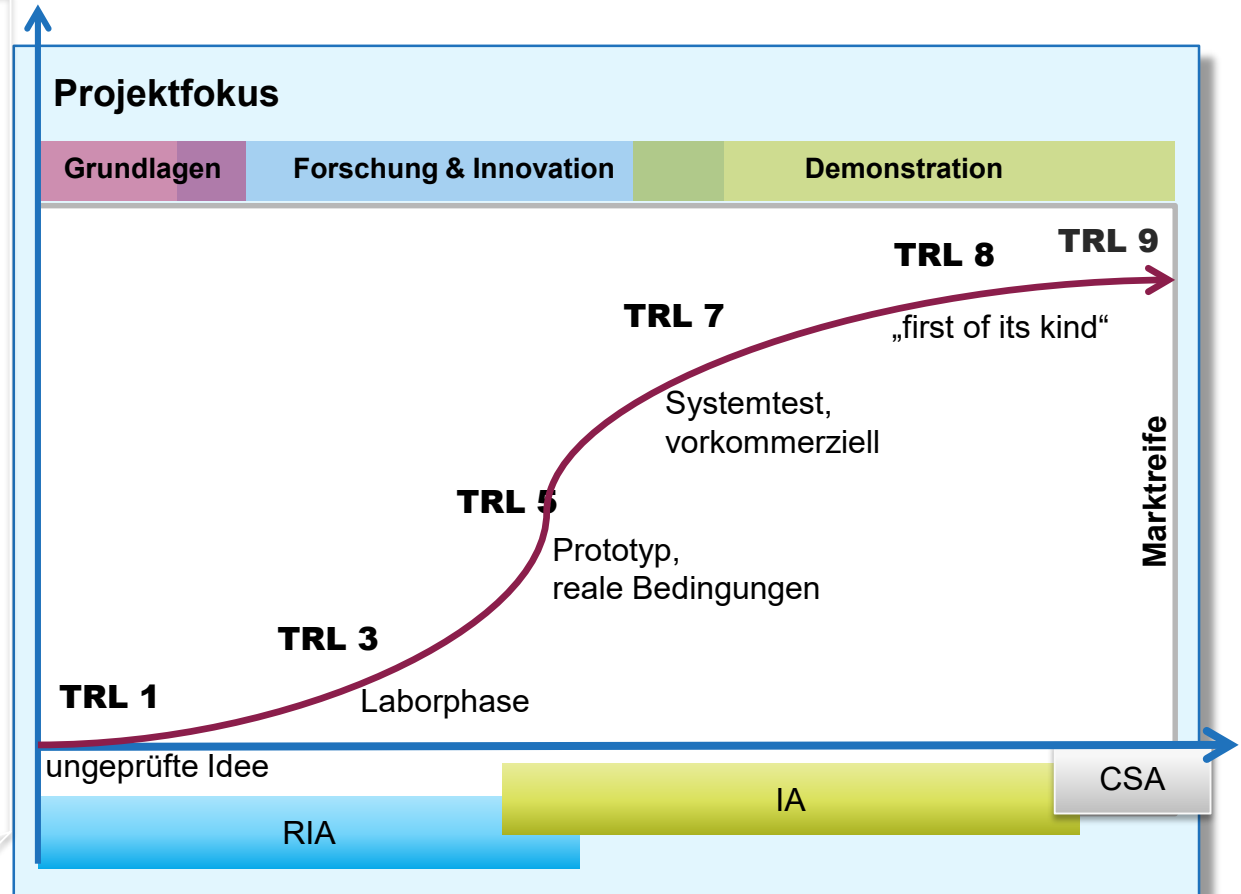 Projektfokus
Grundlagen
Forschung & Innovation
Demonstration
TRL 9
TRL 8
TRL 7
„first of its kind“
Systemtest,
vorkommerziell
Marktreife
TRL 5
Prototyp,
reale Bedingungen
TRL 3
TRL 1
Laborphase
ungeprüfte Idee
CSA
IA
RIA